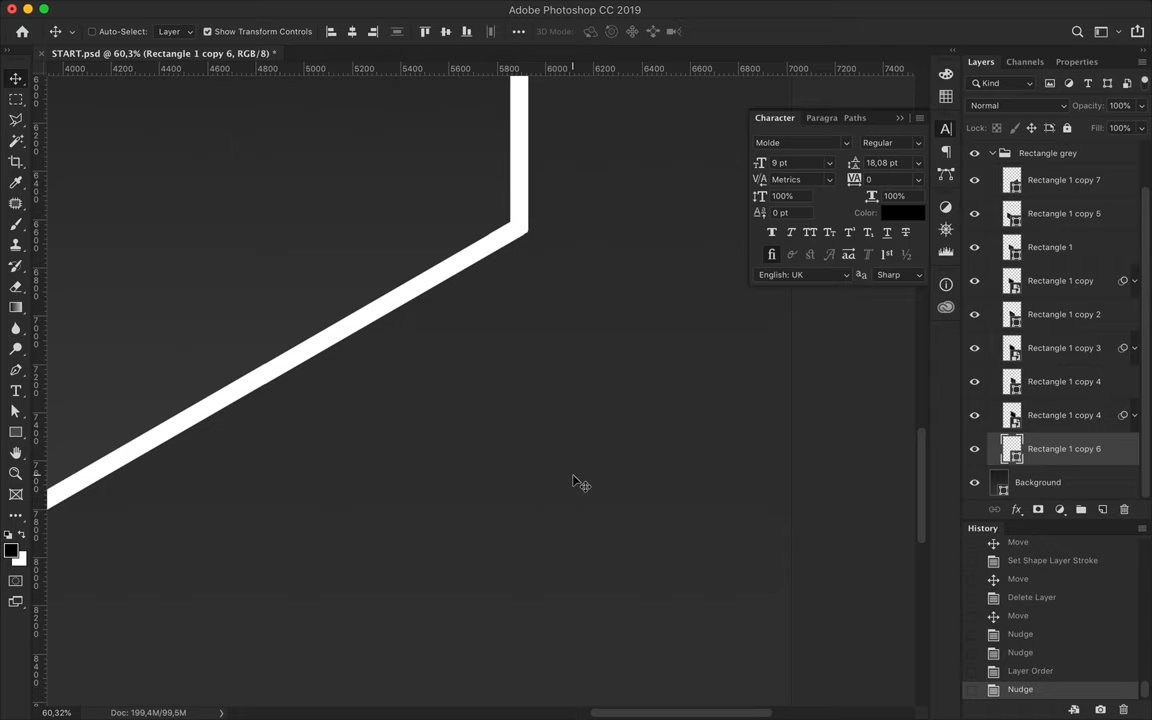 Adobe Photoshop CC 2019
Auto-Select: Layer Show Transform Controls 3D Mode:
START.psd @ 60,3% (Rectangle 1 copy 6, RGB/8) *
4000 4200 4400 4600 4800 5000 5200 5400 5600 5800 6000 6200 6400 6600 6800 7000 7200 7400
Character Paragra Paths
Molde Regular
9 pt 18,08 pt
Metrics 0
100% 100%
0 pt Color:
English: UK Sharp
Layers Channels Properties
Kind
Normal Opacity: 100%
Lock: Fill: 100%
Rectangle grey
Rectangle 1 copy 7
Rectangle 1 copy 5
Rectangle 1
Rectangle 1 copy
Rectangle 1 copy 2
Rectangle 1 copy 3
Rectangle 1 copy 4
Rectangle 1 copy 4
Rectangle 1 copy 6
Background
History
Move
Set Shape Layer Stroke
Move
Delete Layer
Move
Nudge
Nudge
Layer Order
Nudge
60,32% Doc: 199,4M/99,5M